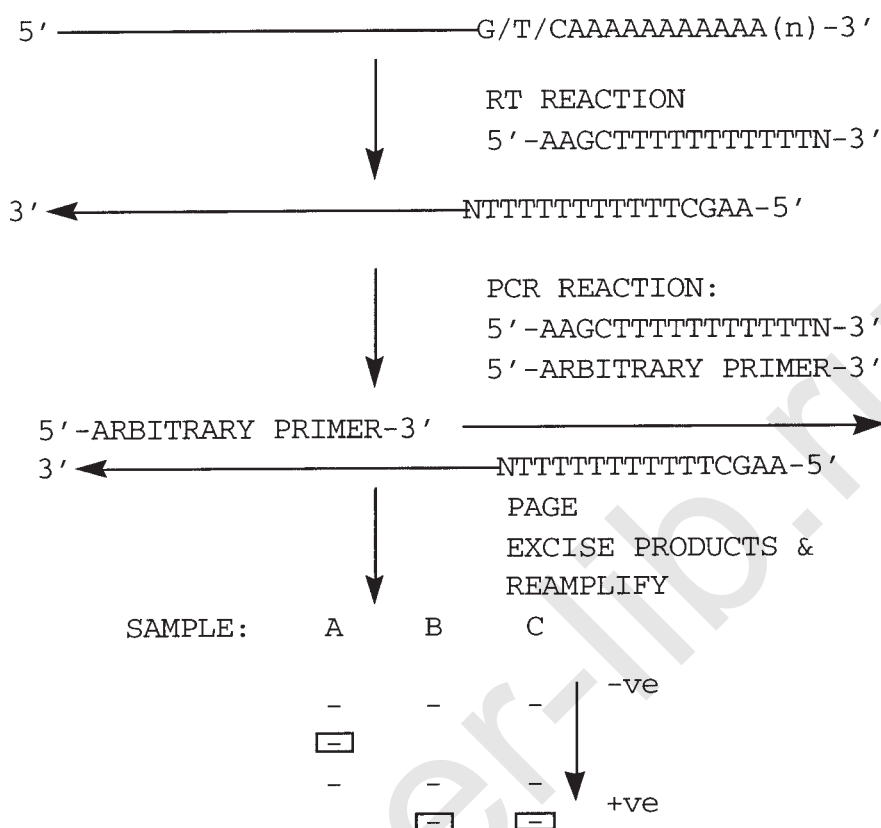 5'
G/T/CAAAAAAAAAAA(n)-3'
RT REACTION
5'-AAGCTTTTTTTTTTTN-3'
3'
NTTTTTTTTTTTCGAA-5'
PCR REACTION:
5'-AAGCTTTTTTTTTTTN-3'
5'-ARBITRARY PRIMER-3'
5'-ARBITRARY PRIMER-3'
3'
NTTTTTTTTTTTCGAA-5'
PAGE
EXCISE PRODUCTS &
REAMPLIFY
SAMPLE: A B C
-ve
+ve